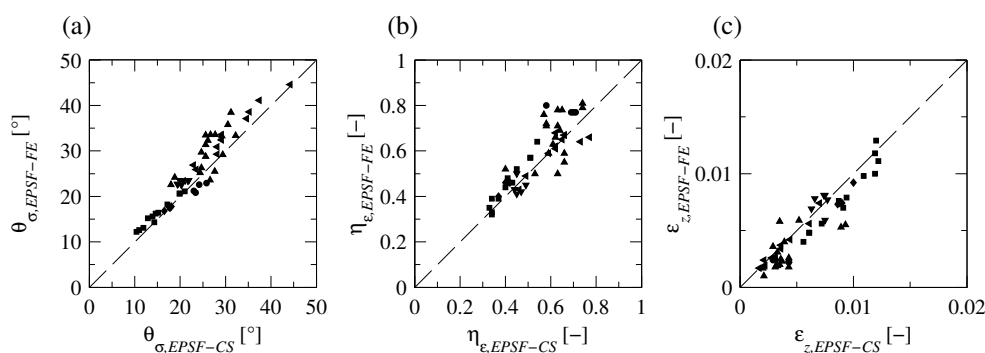 (a)
(b)
(c)
50
40
30
20
10
0
0 10 20 30 40 50
θσ,EPSF−FE [°]
θσ,EPSF−CS [°]
1
0.8
0.6
0.4
0.2
0
0 0.2 0.4 0.6 0.8 1
ηε,EPSF−FE [−]
ηε,EPSF−CS [−]
0.02
0.01
0
0 0.01 0.02
εz,EPSF−FE [−]
εz,EPSF−CS [−]